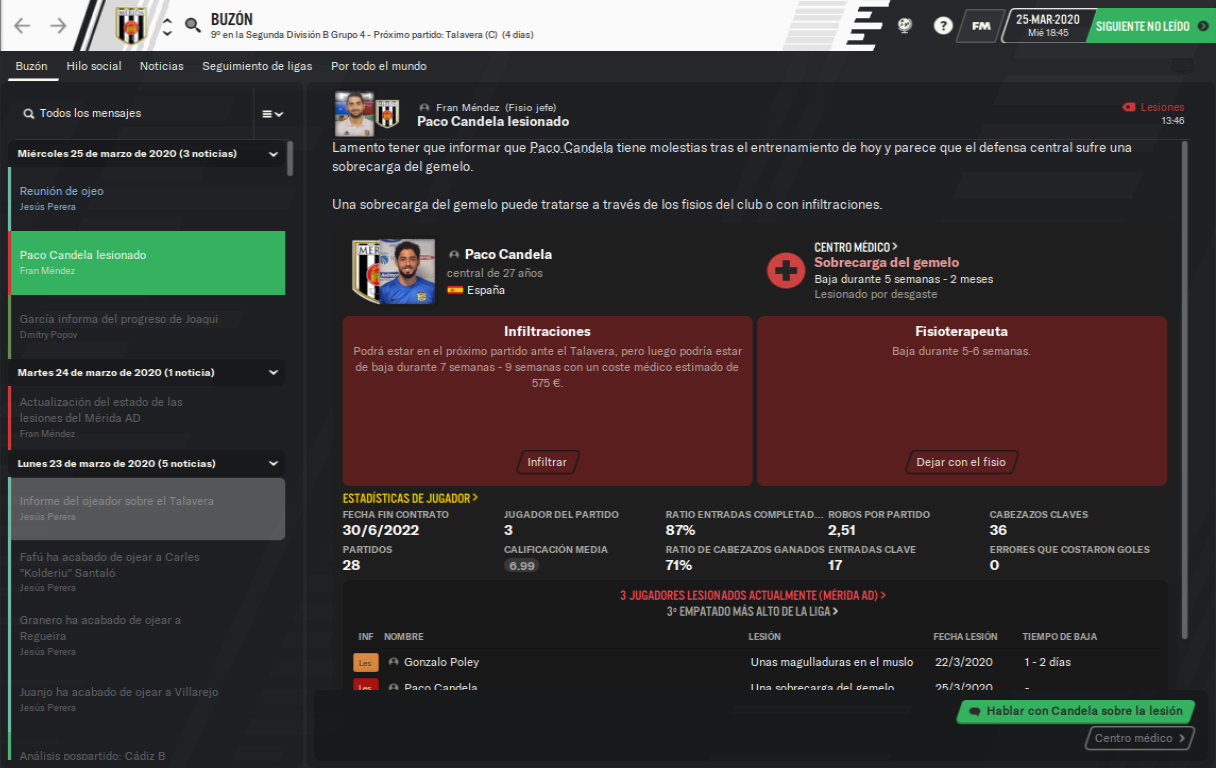 BUZÓN
9º en la Segunda División B Grupo 4 - Próximo partido: Talavera (C) (4 días)
?
FM
25-MAR-2020
Mié 18:45
SIGUIENTE NO LEÍDO
Buzón Hilo social Noticias Seguimiento de ligas Por todo el mundo
Todos los mensajes
Miércoles 25 de marzo de 2020 (3 noticias)
Reunión de ojeo
Jesús Perera
Paco Candela lesionado
Fran Méndez
García informa del progreso de Joaqui
Dmitry Popov
Martes 24 de marzo de 2020 (1 noticia)
Actualización del estado de las
lesiones del Mérida AD
Fran Méndez
Lunes 23 de marzo de 2020 (5 noticias)
Informe del ojeador sobre el Talavera
Jesús Perera
Fafú ha acabado de ojear a Carles
"Kolderiu" Santaló
Jesús Perera
Granero ha acabado de ojear a
Regueira
Jesús Perera
Juanjo ha acabado de ojear a Villarejo
Jesús Perera
Análisis pospartido: Cádiz B
Fran Méndez (Fisio jefe)
Paco Candela lesionado
Lesiones
13:46
Lamento tener que informar que Paco Candela tiene molestias tras el entrenamiento de hoy y parece que el defensa central sufre una
sobrecarga del gemelo.
Una sobrecarga del gemelo puede tratarse a través de los fisios del club o con infiltraciones.
Paco Candela
central de 27 años
España
CENTRO MÉDICO >
Sobrecarga del gemelo
Baja durante 5 semanas - 2 meses
Lesionado por desgaste
Infiltraciones
Podrá estar en el próximo partido ante el Talavera, pero luego podría estar
de baja durante 7 semanas - 9 semanas con un coste médico estimado de
575 €.
Infiltrar
Fisioterapeuta
Baja durante 5-6 semanas.
Dejar con el fisio
ESTADÍSTICAS DE JUGADOR >
FECHA FIN CONTRATO JUGADOR DEL PARTIDO RATIO ENTRADAS COMPLETAD... ROBOS POR PARTIDO CABEZAZOS CLAVES
30/6/2022 3 87% 2,51 36
PARTIDOS CALIFICACIÓN MEDIA RATIO DE CABEZAZOS GANADOS ENTRADAS CLAVE ERRORES QUE COSTARON GOLES
28 6.99 71% 17 0
3 JUGADORES LESIONADOS ACTUALMENTE (MÉRIDA AD) >
3º EMPATADO MÁS ALTO DE LA LIGA >
INF NOMBRE LESIÓN FECHA LESIÓN TIEMPO DE BAJA
Les Gonzalo Poley Unas magulladuras en el muslo 22/3/2020 1 - 2 días
Les Paco Candela Una sobrecarga del gemelo 25/3/2020 -
Hablar con Candela sobre la lesión
Centro médico >